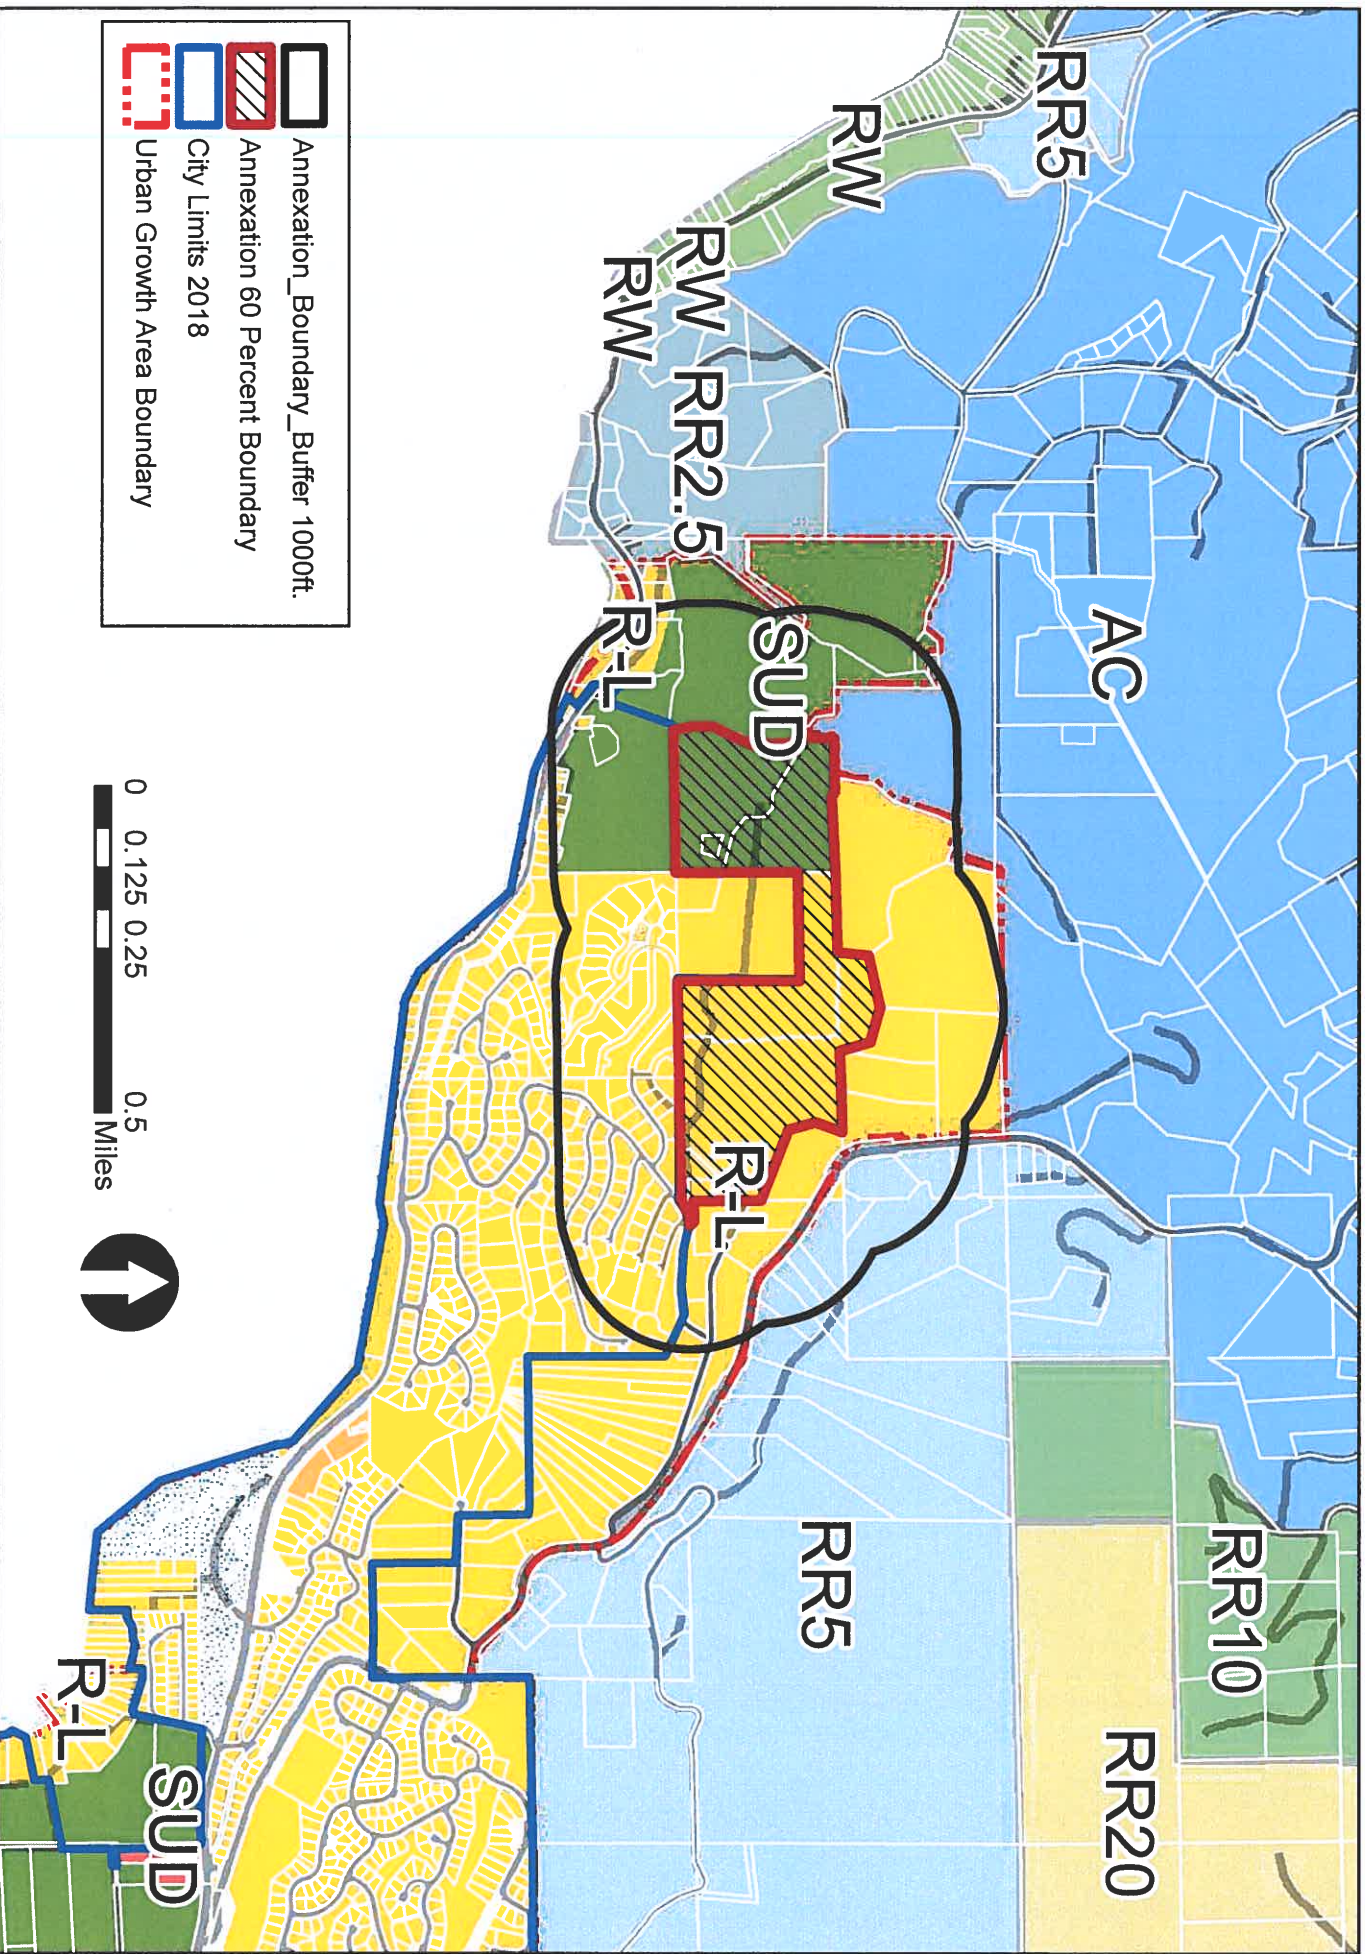 RR5
RW
RW
RW
RR2.5
R-L
SUD
AC
R-L
RR5
RR10
RR20
R-L
SUD
Annexation_Boundary_Buffer 1000ft.
Annexation 60 Percent Boundary
City Limits 2018
Urban Growth Area Boundary
0 0.125 0.25 0.5
Miles